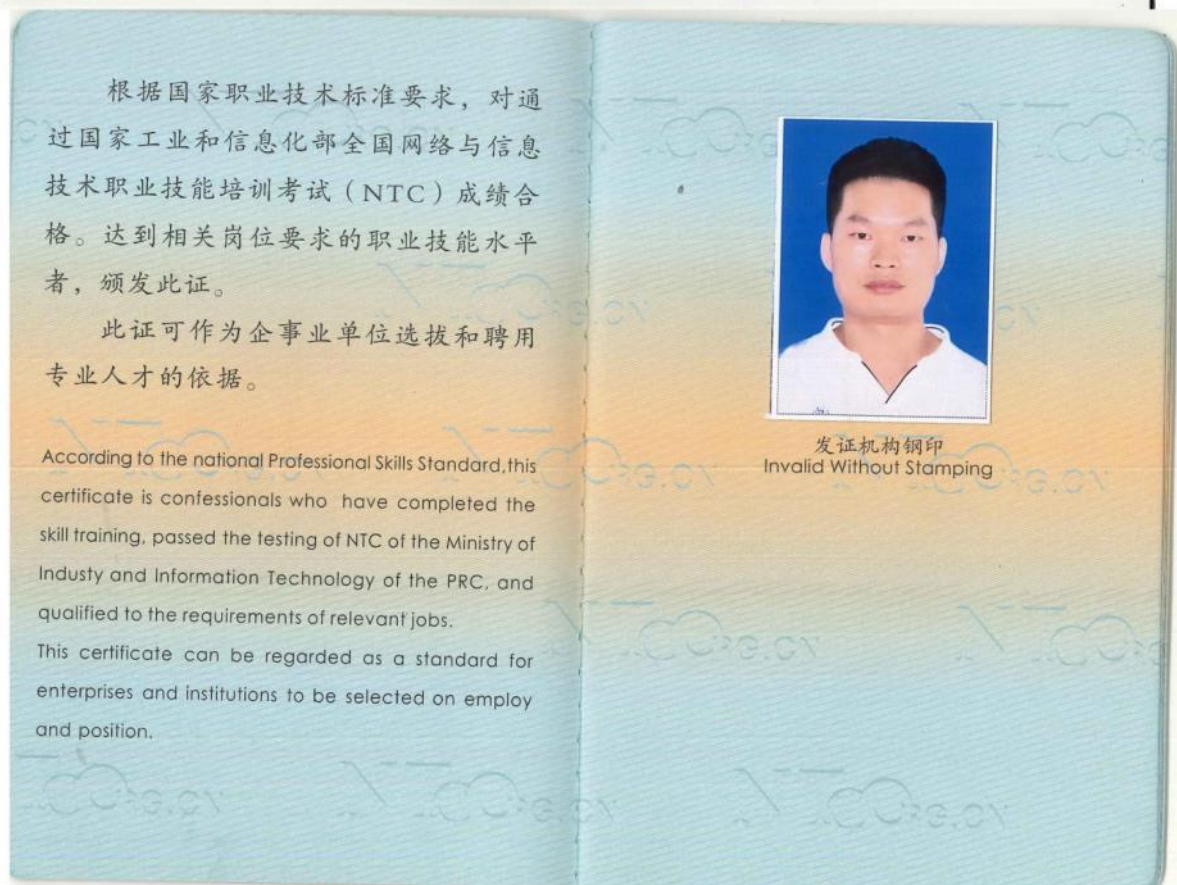 根据国家职业技术标准要求，对通
过国家工业和信息化部全国网络与信息
技术职业技能培训考试（NTC）成绩合
格。达到相关岗位要求的职业技能水平
者，颁发此证。
此证可作为企事业单位选拔和聘用
专业人才的依据。
According to the national Professional Skills Standard,this
certificate is confessionals who have completed the
skill training, passed the testing of NTC of the Ministry of
Industy and Information Technology of the PRC, and
qualified to the requirements of relevant jobs.
This certificate can be regarded as a standard for
enterprises and institutions to be selected on employ
and position.
发证机构钢印
Invalid Without Stamping